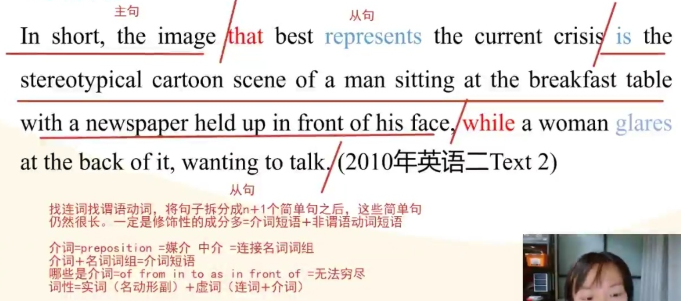 主句
从句
In short, the image that best represents the current crisis is the
stereotypical cartoon scene of a man sitting at the breakfast table
with a newspaper held up in front of his face, while a woman glares
at the back of it, wanting to talk. (2010年英语二Text 2)
从句
找连词找谓语动词，将句子拆分成n+1个简单句之后，这些简单句
仍然很长。一定是修饰性的成分多=介词短语+非谓语动词短语
介词=preposition =媒介 中介 =连接名词词组
介词+名词词组=介词短语
哪些是介词=of from in to as in front of =无法穷尽
词性=实词（名动形副）+虚词（连词+介词）